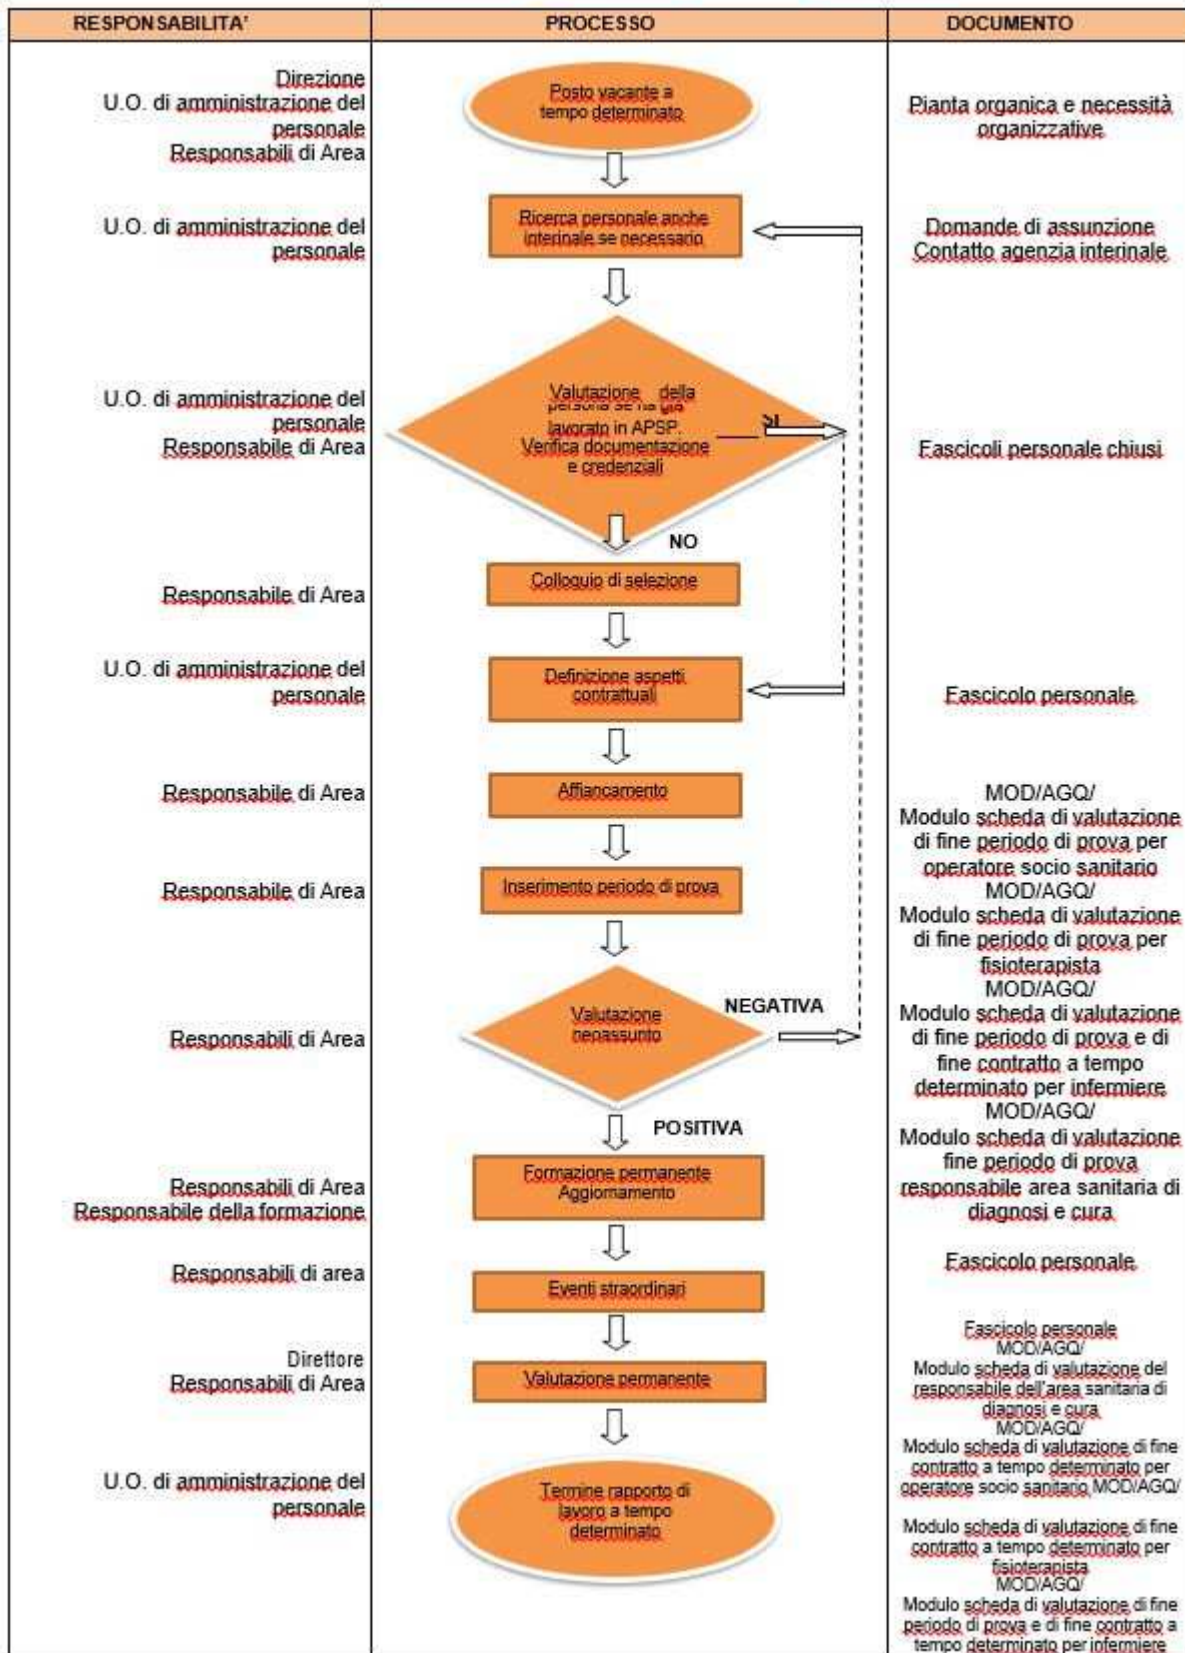 RESPONSABILITA'
PROCESSO
DOCUMENTO
Direzione
U.O. di amministrazione del
personale
Responsabili di Area
Posto vacante a
tempo determinato
Pianta organica e necessità
organizzative
U.O. di amministrazione del
personale
Ricerca personale anche
interinale se necessario
Domande di assunzione
Contatto agenzia interinale
U.O. di amministrazione del
personale
Responsabile di Area
Valutazione della
persona se ha già
lavorato in APSP.
Verifica documentazione
e credenziali
SI
Fascicoli personale chiusi
NO
Responsabile di Area
Colloquio di selezione
U.O. di amministrazione del
personale
Definizione aspetti
contrattuali
Fascicolo personale
Responsabile di Area
Affiancamento
MOD/AGQ/
Modulo scheda di valutazione
di fine periodo di prova per
operatore socio sanitario
Responsabile di Area
Inserimento periodo di prova
MOD/AGQ/
Modulo scheda di valutazione
di fine periodo di prova per
fisioterapista
Responsabile di Area
Valutazione
neoassunto
NEGATIVA
MOD/AGQ/
Modulo scheda di valutazione
di fine periodo di prova e di
fine contratto a tempo
determinato per infermiere
POSITIVA
MOD/AGQ/
Modulo scheda di valutazione
fine periodo di prova
responsabile area sanitaria di
diagnosi e cura
Responsabili di Area
Responsabile della formazione
Formazione permanente
Aggiornamento
Responsabili di area
Eventi straordinari
Fascicolo personale
Direttore
Responsabili di Area
Valutazione permanente
Fascicolo personale
MOD/AGQ/
Modulo scheda di valutazione del
responsabile dell'area sanitaria di
diagnosi e cura
MOD/AGQ/
Modulo scheda di valutazione di fine
contratto a tempo determinato per
operatore socio sanitario MOD/AGQ/
U.O. di amministrazione del
personale
Termine rapporto di
lavoro a tempo
determinato
Modulo scheda di valutazione di fine
contratto a tempo determinato per
fisioterapista
MOD/AGQ/
Modulo scheda di valutazione di fine
periodo di prova e di fine contratto a
tempo determinato per infermiere